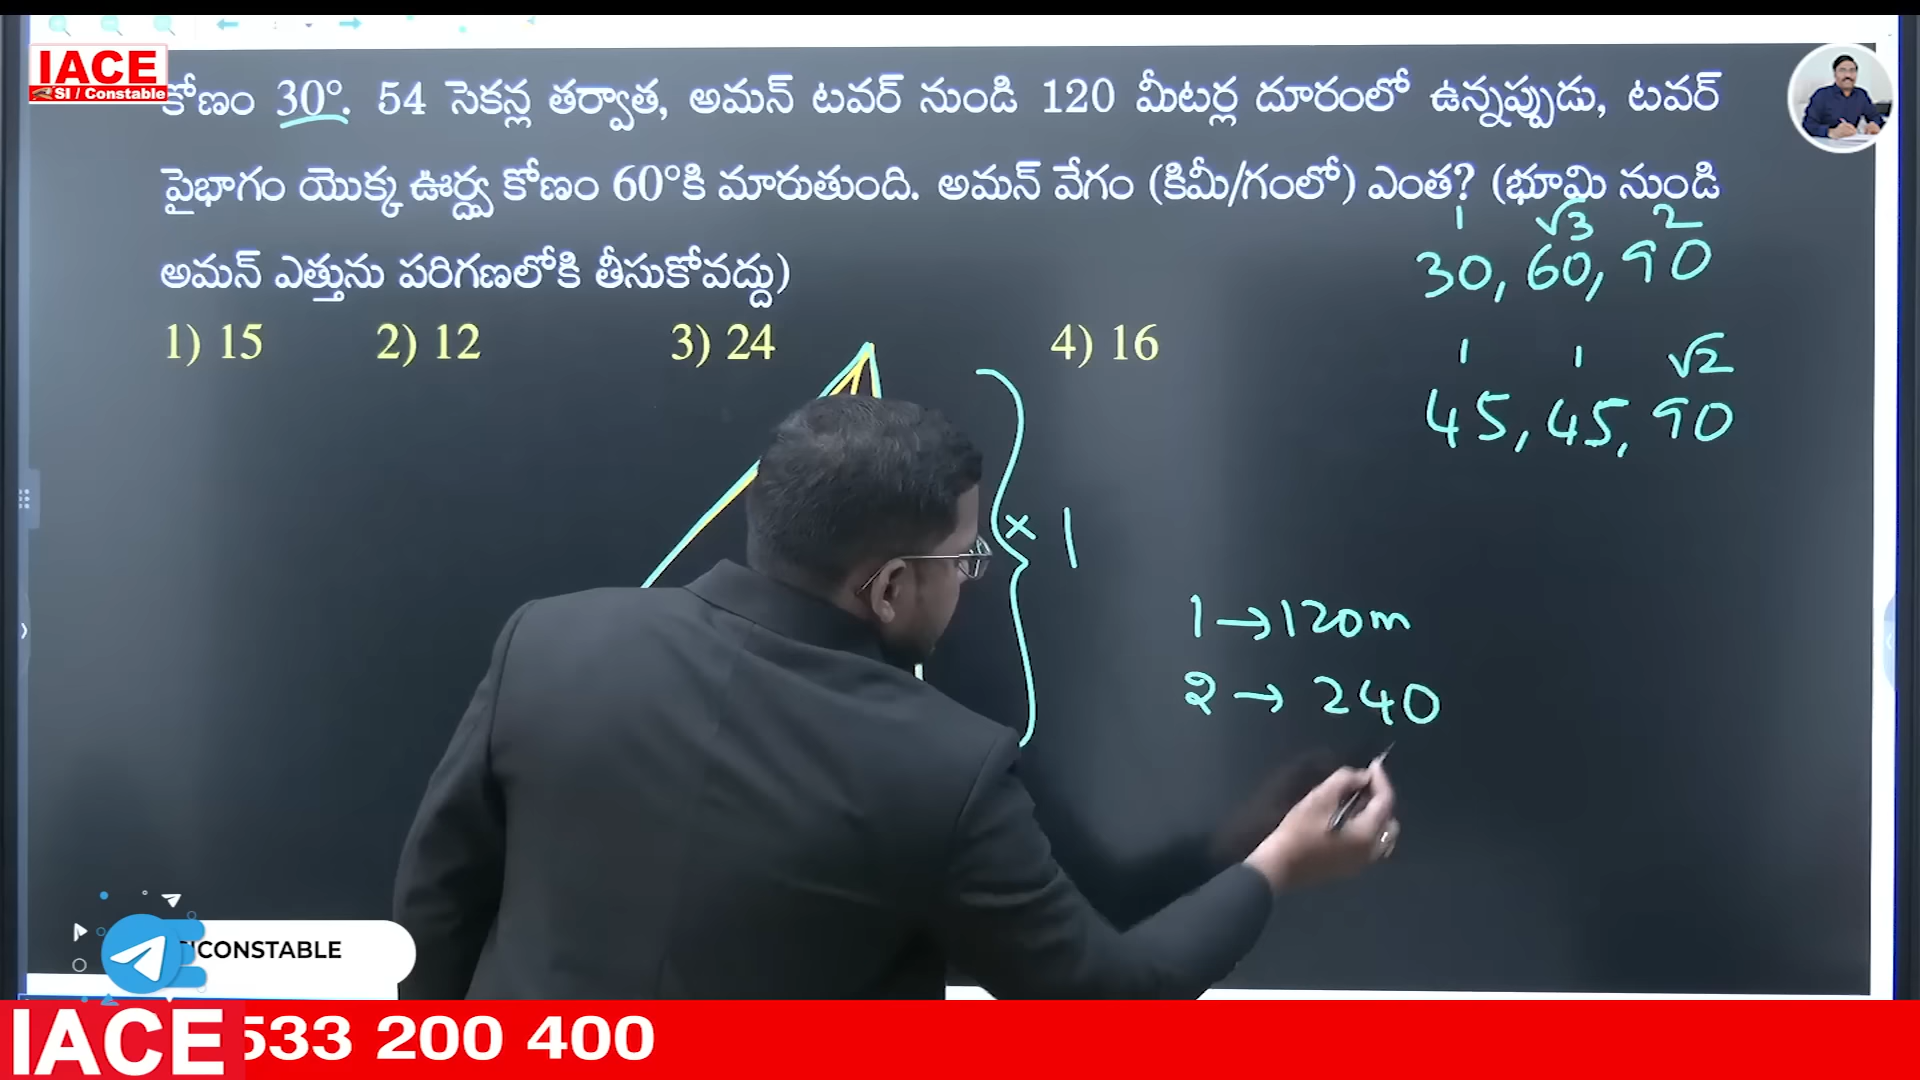 IACE
SI / Constable
కోణం 30°. 54 సెకన్ల తర్వాత, అమన్ టవర్ నుండి 120 మీటర్ల దూరంలో ఉన్నప్పుడు, టవర్
పైభాగం యొక్క ఊర్ధ్వ కోణం 60°కి మారుతుంది. అమన్ వేగం (కిమీ/గంలో) ఎంత? (భూమి నుండి
అమన్ ఎత్తును పరిగణలోకి తీసుకోవద్దు)
1) 15 2) 12 3) 24 4) 16
1 √3 2
30, 60, 90
1 1 √2
45, 45, 90
× 1
1 → 120m
2 → 240
CONSTABLE
IACE 533 200 400